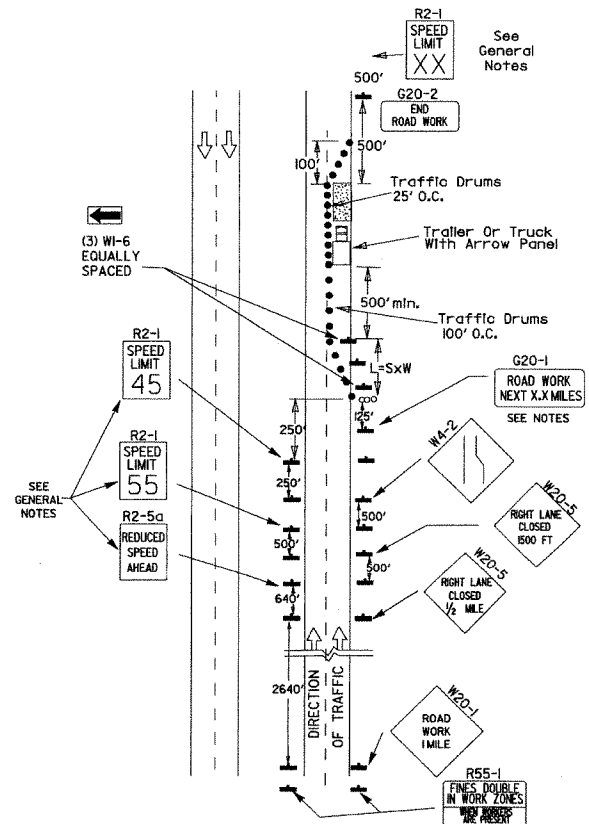 R2-1
SPEED
LIMIT
XX
See
General
Notes
500'
G20-2
END
ROAD WORK
500'
100'
Traffic Drums
25' O.C.
Trailer Or Truck
With Arrow Panel
(3) W1-6
EQUALLY
SPACED
500' min.
Traffic Drums
100' O.C.
R2-1
SPEED
LIMIT
45
L=SxW
G20-1
ROAD WORK
NEXT X.X MILES
SEE NOTES
125'
250'
W4-2
R2-1
SPEED
LIMIT
55
250'
500'
SEE
GENERAL
NOTES
W20-5
RIGHT LANE
CLOSED
1500 FT
R2-5a
REDUCED
SPEED
AHEAD
500'
500'
W20-5
RIGHT LANE
CLOSED
1/2 MILE
640'
2640'
DIRECTION
OF TRAFFIC
W20-1
ROAD
WORK
1 MILE
R55-1
FINES DOUBLE
IN WORK ZONES
WHEN WORKERS
ARE PRESENT